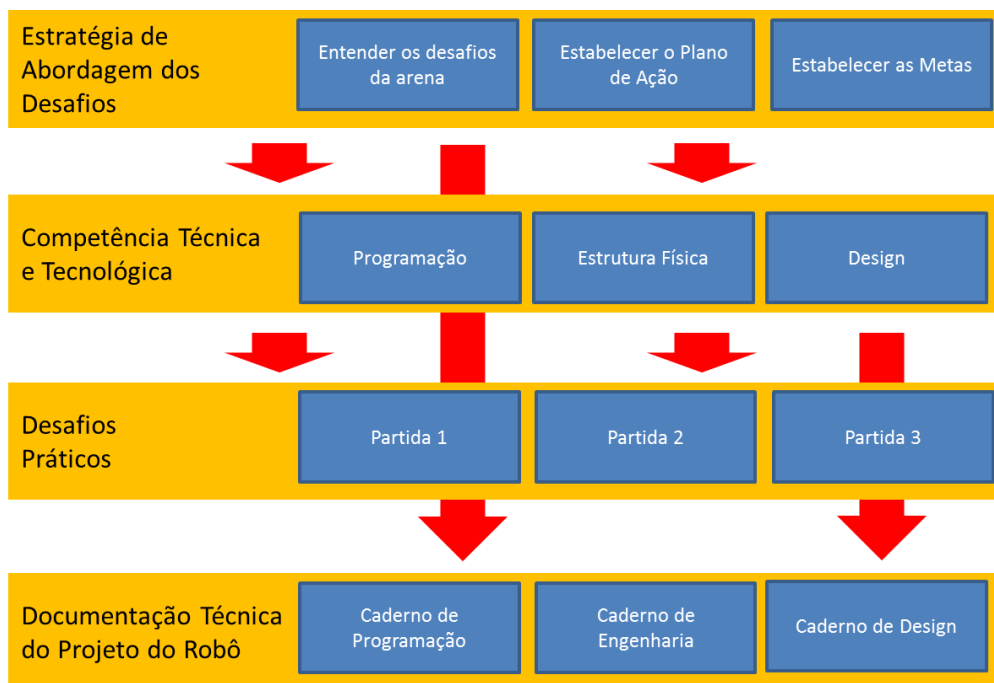 Estratégia de
Abordagem dos
Desafios
Entender os desafios
da arena
Estabelecer o Plano
de Ação
Estabelecer as Metas
Competência Técnica
e Tecnológica
Programação
Estrutura Física
Design
Desafios
Práticos
Partida 1
Partida 2
Partida 3
Documentação Técnica
do Projeto do Robô
Caderno de
Programação
Caderno de
Engenharia
Caderno de Design